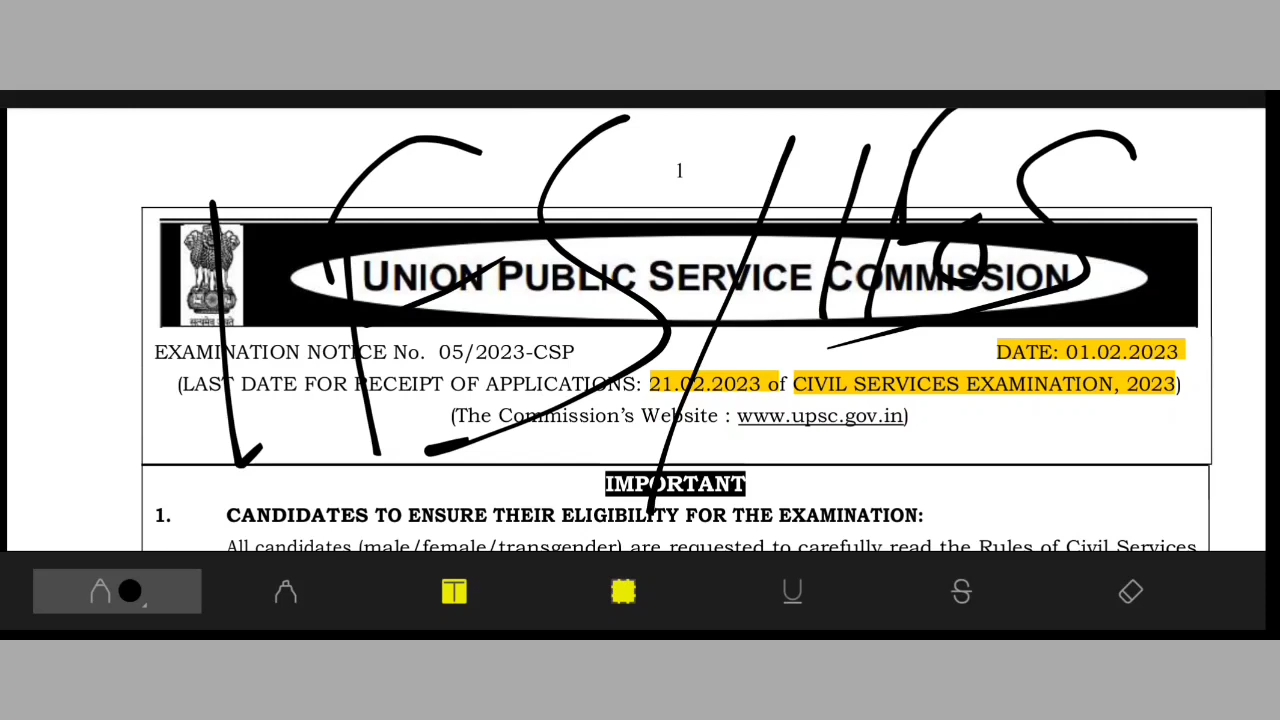 1
सत्यमेव जयते
UNION PUBLIC SERVICE COMMISSION
EXAMINATION NOTICE No. 05/2023-CSP
DATE: 01.02.2023
(LAST DATE FOR RECEIPT OF APPLICATIONS: 21.02.2023 of CIVIL SERVICES EXAMINATION, 2023)
(The Commission’s Website : www.upsc.gov.in)
IMPORTANT
1. CANDIDATES TO ENSURE THEIR ELIGIBILITY FOR THE EXAMINATION:
All candidates (male/female/transgender) are requested to carefully read the Rules of Civil Services